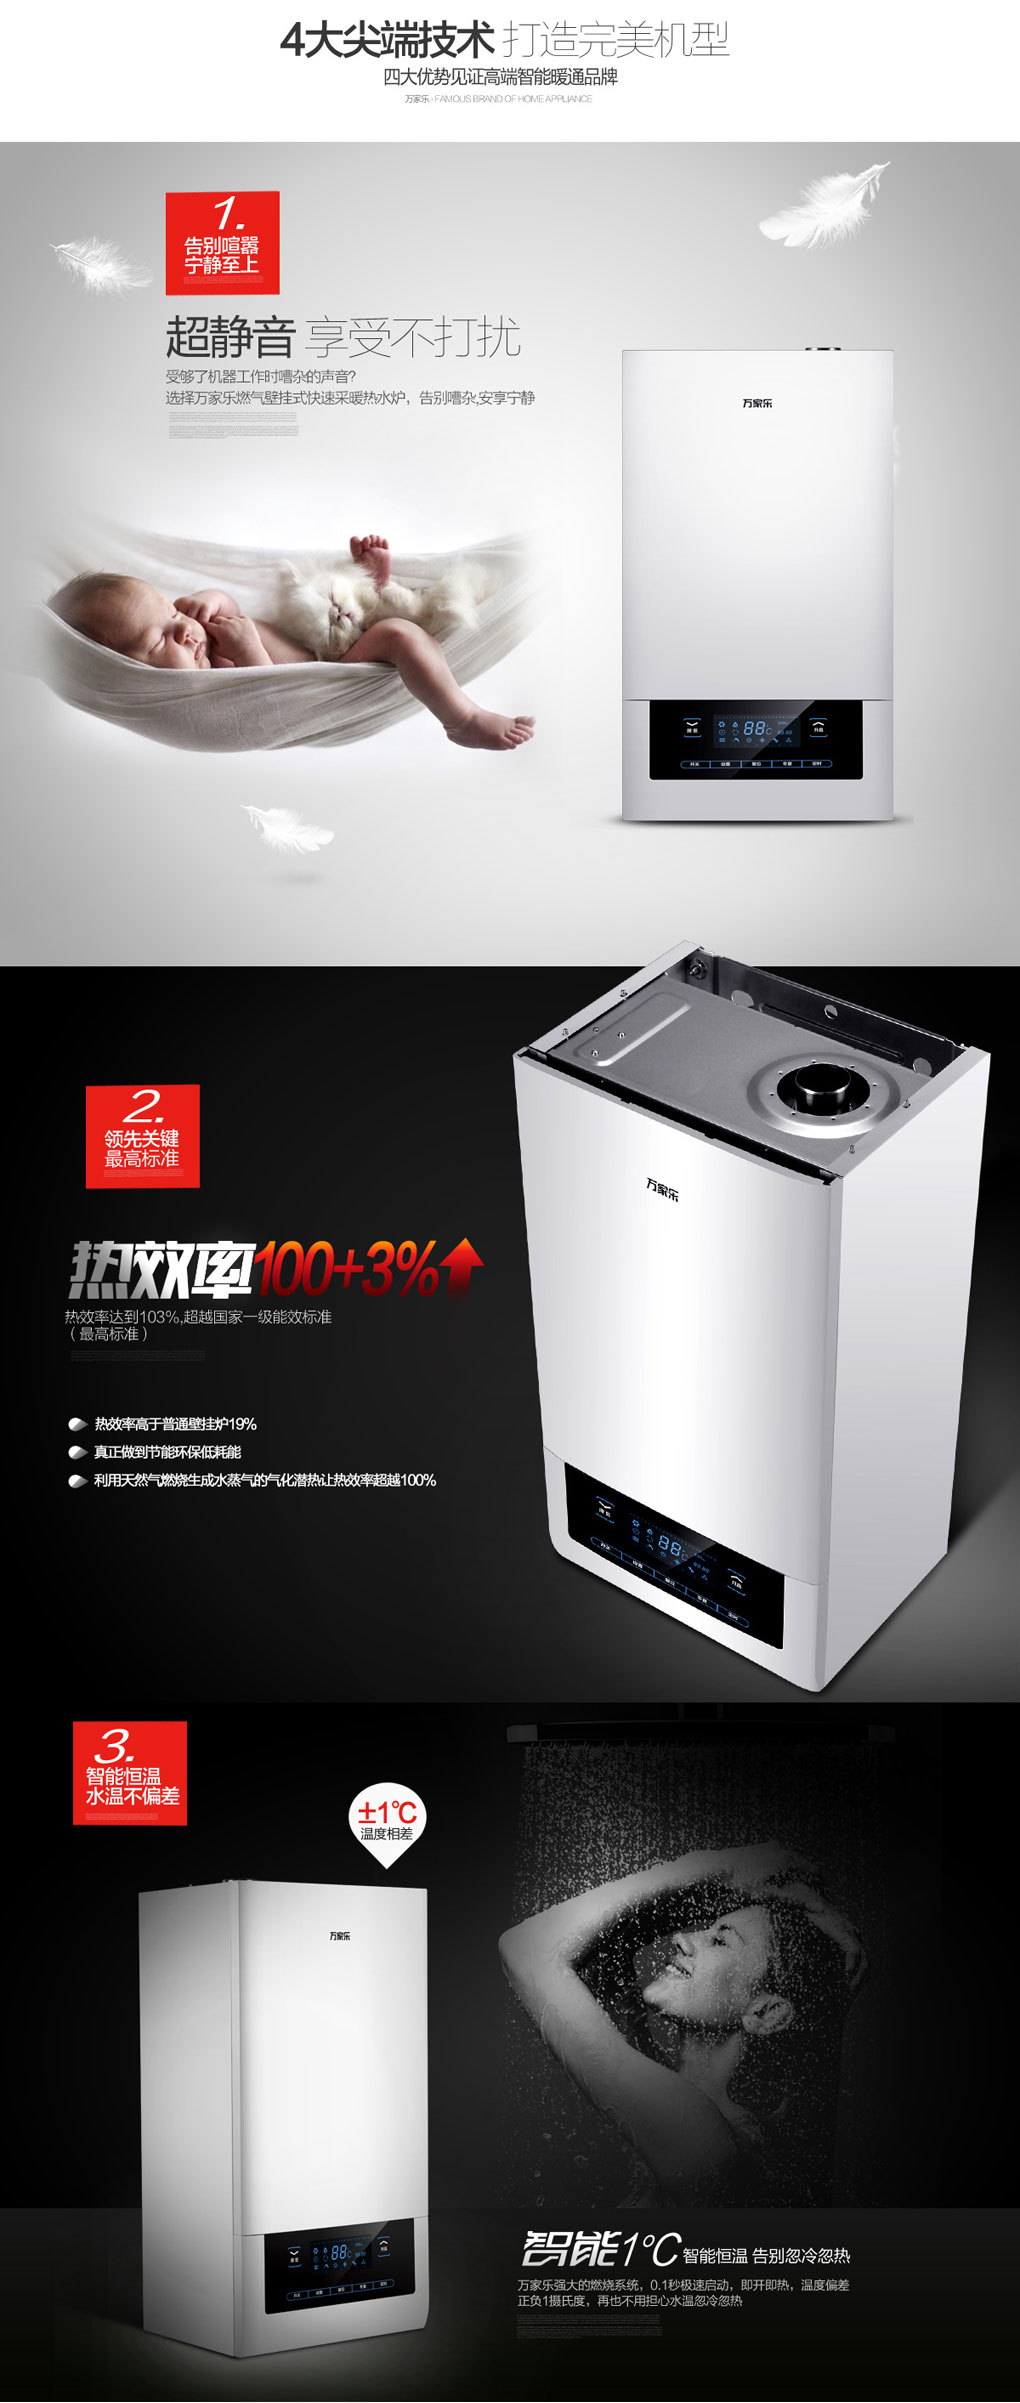 4大尖端技术 打造完美机型
四大优势见证高端智能暖通品牌
万家乐 · FAMOUS BRAND OF HOME APPLIANCE
1.
告别喧嚣
宁静至上
超静音 享受不打扰
受够了机器工作时嘈杂的声音?
选择万家乐燃气壁挂式快速采暖热水炉，告别嘈杂,安享宁静
万家乐
88
2.
领先关键
最高标准
热效率100+3%
热效率达到103%,超越国家一级能效标准
（最高标准）
热效率高于普通壁挂炉19%
真正做到节能环保低耗能
利用天然气燃烧生成水蒸气的气化潜热让热效率超越100%
万家乐
88
3.
智能恒温
水温不偏差
±1℃
温度相差
万家乐
88
智能1℃ 智能恒温 告别忽冷忽热
万家乐强大的燃烧系统，0.1秒极速启动，即开即热，温度偏差
正负1摄氏度，再也不用担心水温忽冷忽热